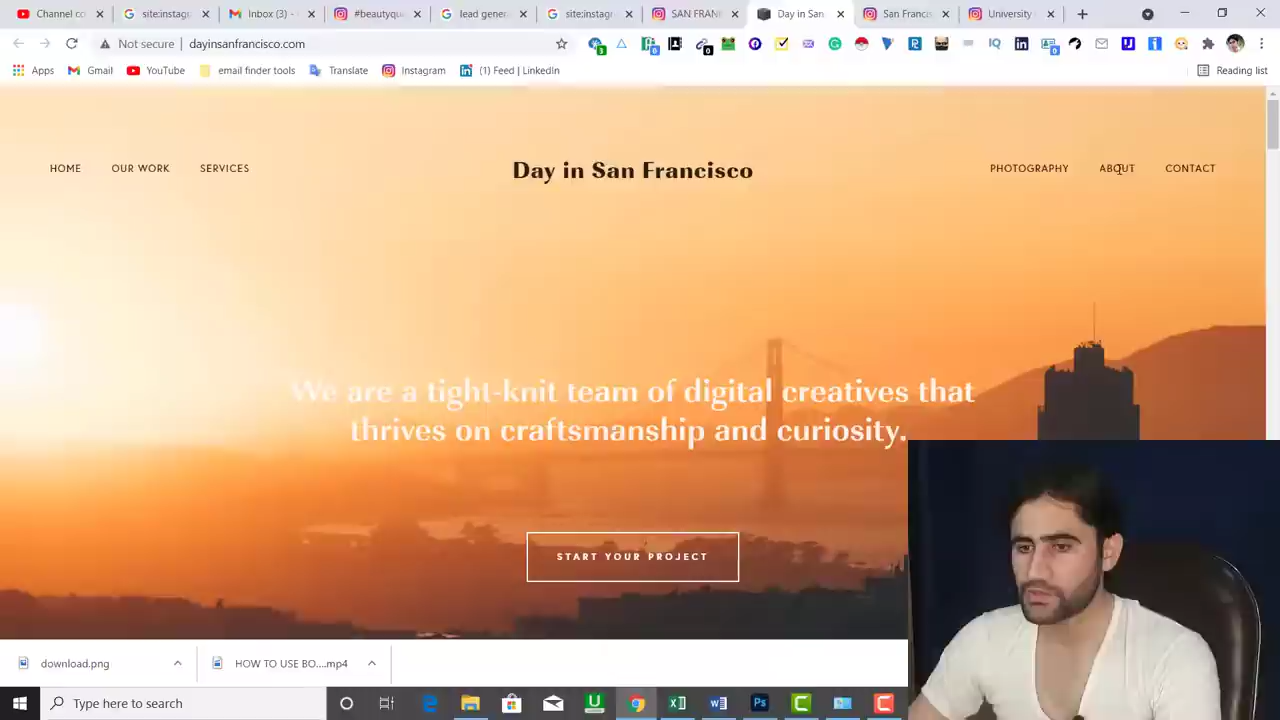 Channel co
site:instag
Inbox (3) -
#beautyqu
lead gener
site:instag
SAN FRAN
Day in San
San Francis
University
Not secure
dayinsanfrancisco.com
Apps
Gmail
YouTube
email finder tools
Translate
Instagram
(1) Feed | LinkedIn
Reading list
HOME
OUR WORK
SERVICES
Day in San Francisco
PHOTOGRAPHY
ABOUT
CONTACT
We are a tight-knit team of digital creatives that
thrives on craftsmanship and curiosity.
START YOUR PROJECT
download.png
HOW TO USE BO....mp4
Type here to search